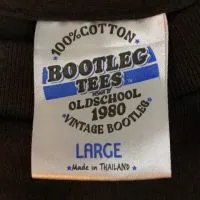 100% COTTON
BOOTLEG
TEES
OLDSCHOOL
1980
VINTAGE BOOTLEG
LARGE
Made in THAILAND